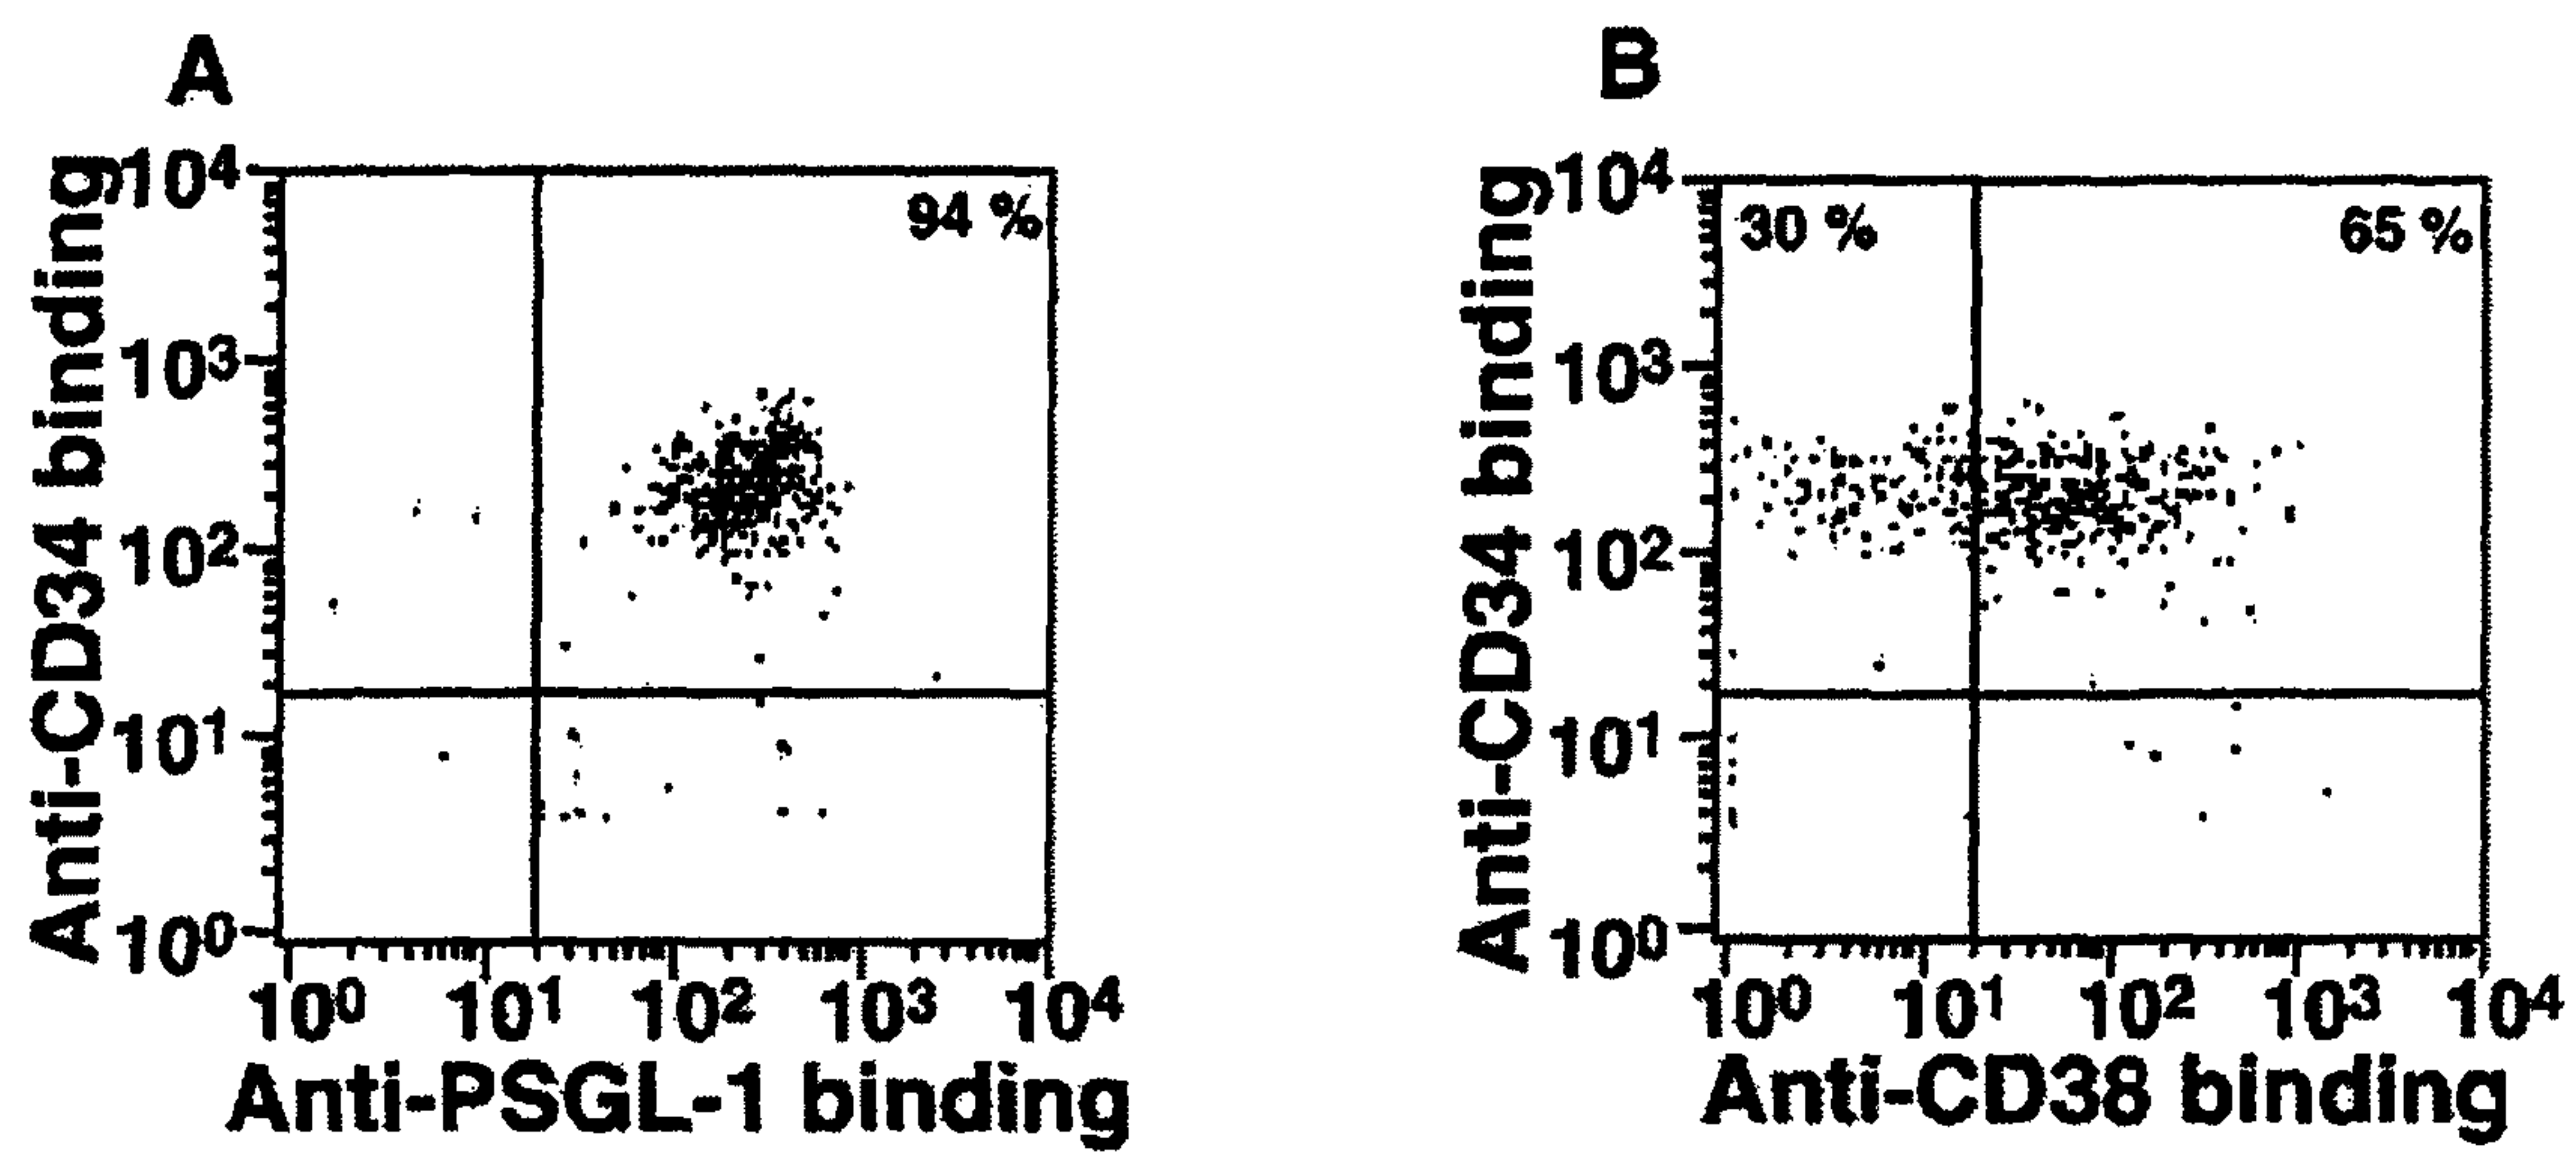 A
Anti-CD34 binding
10⁴
10³
10²
10¹
10⁰
94 %
10⁰ 10¹ 10² 10³ 10⁴
Anti-PSGL-1 binding
B
Anti-CD34 binding
10⁴
10³
10²
10¹
10⁰
30 % 65 %
10⁰ 10¹ 10² 10³ 10⁴
Anti-CD38 binding